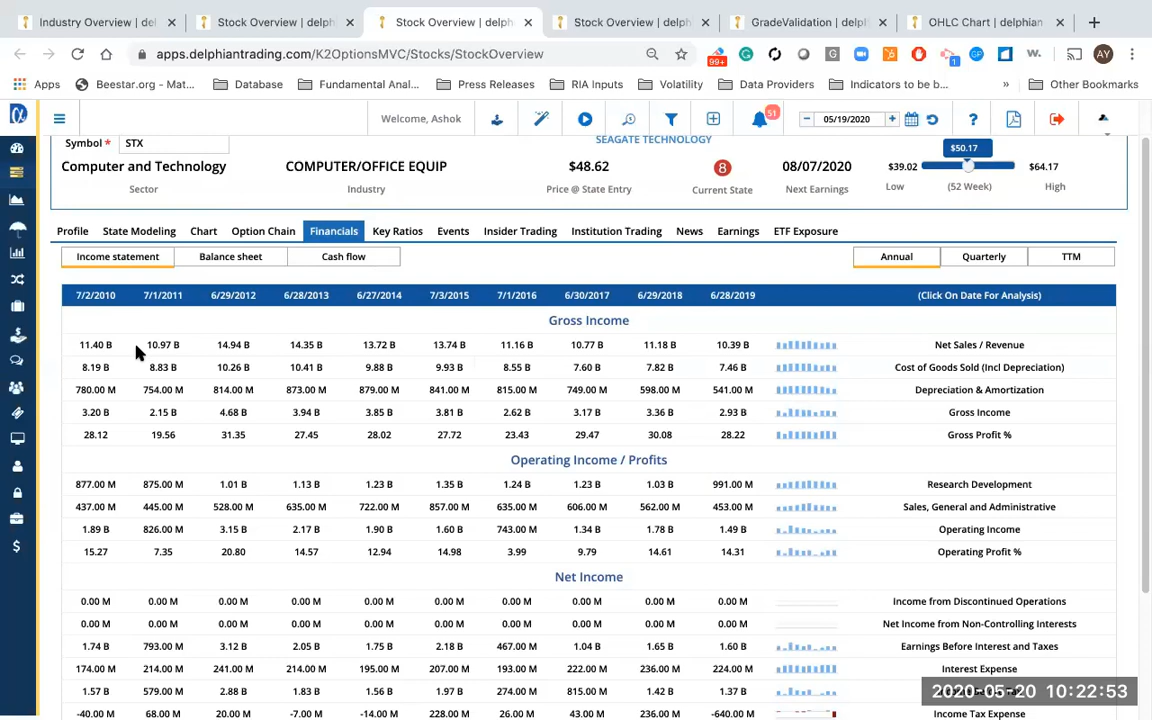 Industry Overview | del
Stock Overview | delph
Stock Overview | delph
Stock Overview | delph
GradeValidation | delph
OHLC Chart | delphian
apps.delphiantrading.com/K2OptionsMVC/Stocks/StockOverview
99+
AY
Apps
Beestar.org - Mat...
Database
Fundamental Anal...
Press Releases
RIA Inputs
Volatility
Data Providers
Indicators to be b...
»
Other Bookmarks
Welcome, Ashok
51
05/19/2020
Symbol STX
SEAGATE TECHNOLOGY
$50.17
Computer and Technology COMPUTER/OFFICE EQUIP $48.62 8 08/07/2020 $39.02 $64.17
Sector Industry Price @ State Entry Current State Next Earnings Low (52 Week) High
Profile State Modeling Chart Option Chain Financials Key Ratios Events Insider Trading Institution Trading News Earnings ETF Exposure
Income statement Balance sheet Cash flow Annual Quarterly TTM
7/2/2010 7/1/2011 6/29/2012 6/28/2013 6/27/2014 7/3/2015 7/1/2016 6/30/2017 6/29/2018 6/28/2019 (Click On Date For Analysis)
Gross Income
11.40 B 10.97 B 14.94 B 14.35 B 13.72 B 13.74 B 11.16 B 10.77 B 11.18 B 10.39 B Net Sales / Revenue
8.19 B 8.83 B 10.26 B 10.41 B 9.88 B 9.93 B 8.55 B 7.60 B 7.82 B 7.46 B Cost of Goods Sold (Incl Depreciation)
780.00 M 754.00 M 814.00 M 873.00 M 879.00 M 841.00 M 815.00 M 749.00 M 598.00 M 541.00 M Depreciation & Amortization
3.20 B 2.15 B 4.68 B 3.94 B 3.85 B 3.81 B 2.62 B 3.17 B 3.36 B 2.93 B Gross Income
28.12 19.56 31.35 27.45 28.02 27.72 23.43 29.47 30.08 28.22 Gross Profit %
Operating Income / Profits
877.00 M 875.00 M 1.01 B 1.13 B 1.23 B 1.35 B 1.24 B 1.23 B 1.03 B 991.00 M Research Development
437.00 M 445.00 M 528.00 M 635.00 M 722.00 M 857.00 M 635.00 M 606.00 M 562.00 M 453.00 M Sales, General and Administrative
1.89 B 826.00 M 3.15 B 2.17 B 1.90 B 1.60 B 743.00 M 1.34 B 1.78 B 1.49 B Operating Income
15.27 7.35 20.80 14.57 12.94 14.98 3.99 9.79 14.61 14.31 Operating Profit %
Net Income
0.00 M 0.00 M 0.00 M 0.00 M 0.00 M 0.00 M 0.00 M 0.00 M 0.00 M 0.00 M Income from Discontinued Operations
0.00 M 0.00 M 0.00 M 0.00 M 0.00 M 0.00 M 0.00 M 0.00 M 0.00 M 0.00 M Net Income from Non-Controlling Interests
1.74 B 793.00 M 3.12 B 2.05 B 1.75 B 2.18 B 467.00 M 1.04 B 1.65 B 1.60 B Earnings Before Interest and Taxes
174.00 M 214.00 M 241.00 M 214.00 M 195.00 M 207.00 M 193.00 M 222.00 M 236.00 M 224.00 M Interest Expense
1.57 B 579.00 M 2.88 B 1.83 B 1.56 B 1.97 B 274.00 M 815.00 M 1.42 B 1.37 B
-40.00 M 68.00 M 20.00 M -7.00 M -14.00 M 228.00 M 26.00 M 43.00 M 236.00 M -640.00 M Income Tax Expense
2020-05-20 10:22:53